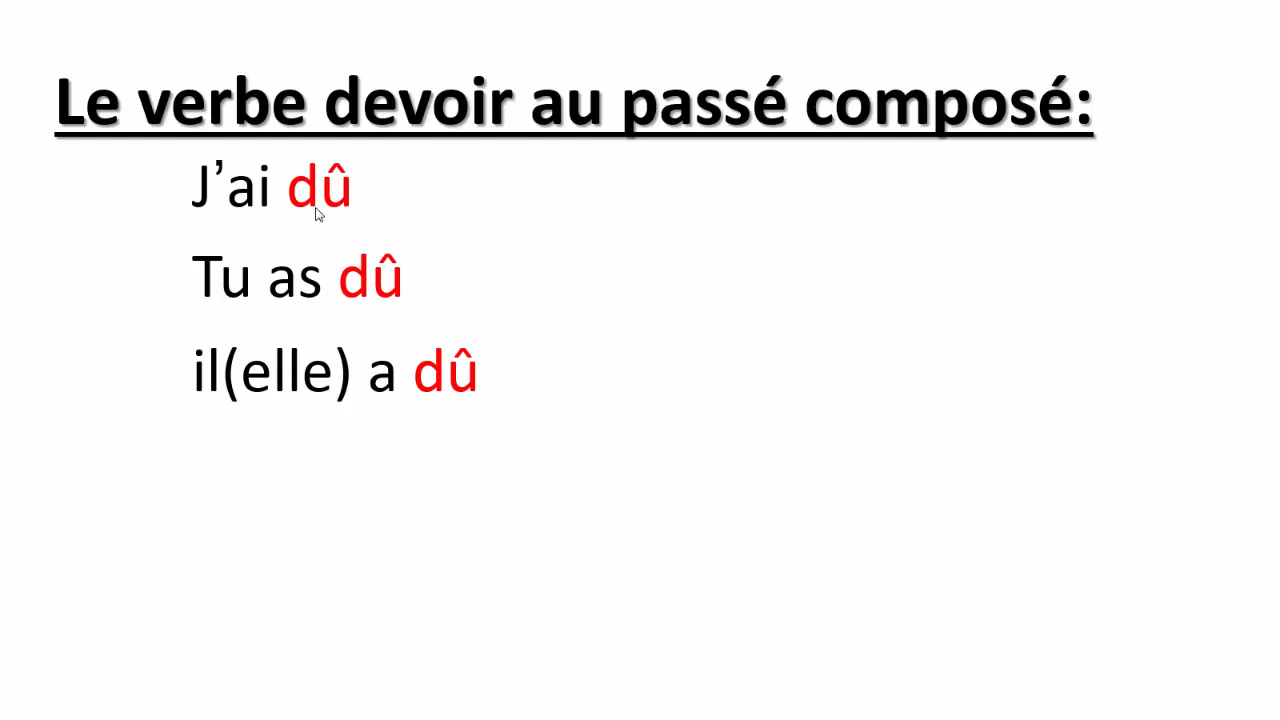 Le verbe devoir au passé composé:
J’ai dû
Tu as dû
il(elle) a dû